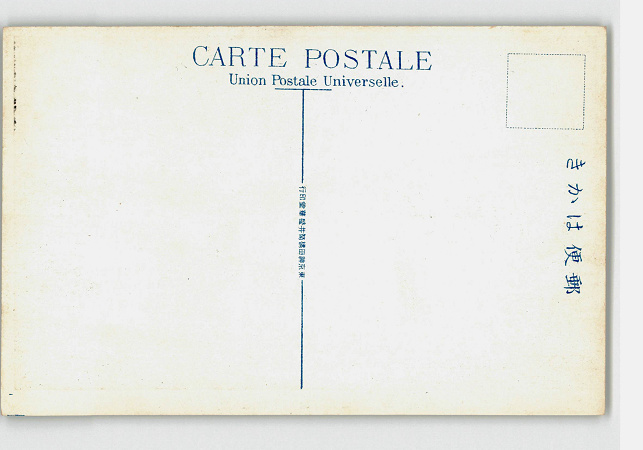 CARTE POSTALE
Union Postale Universelle.
きかは便郵